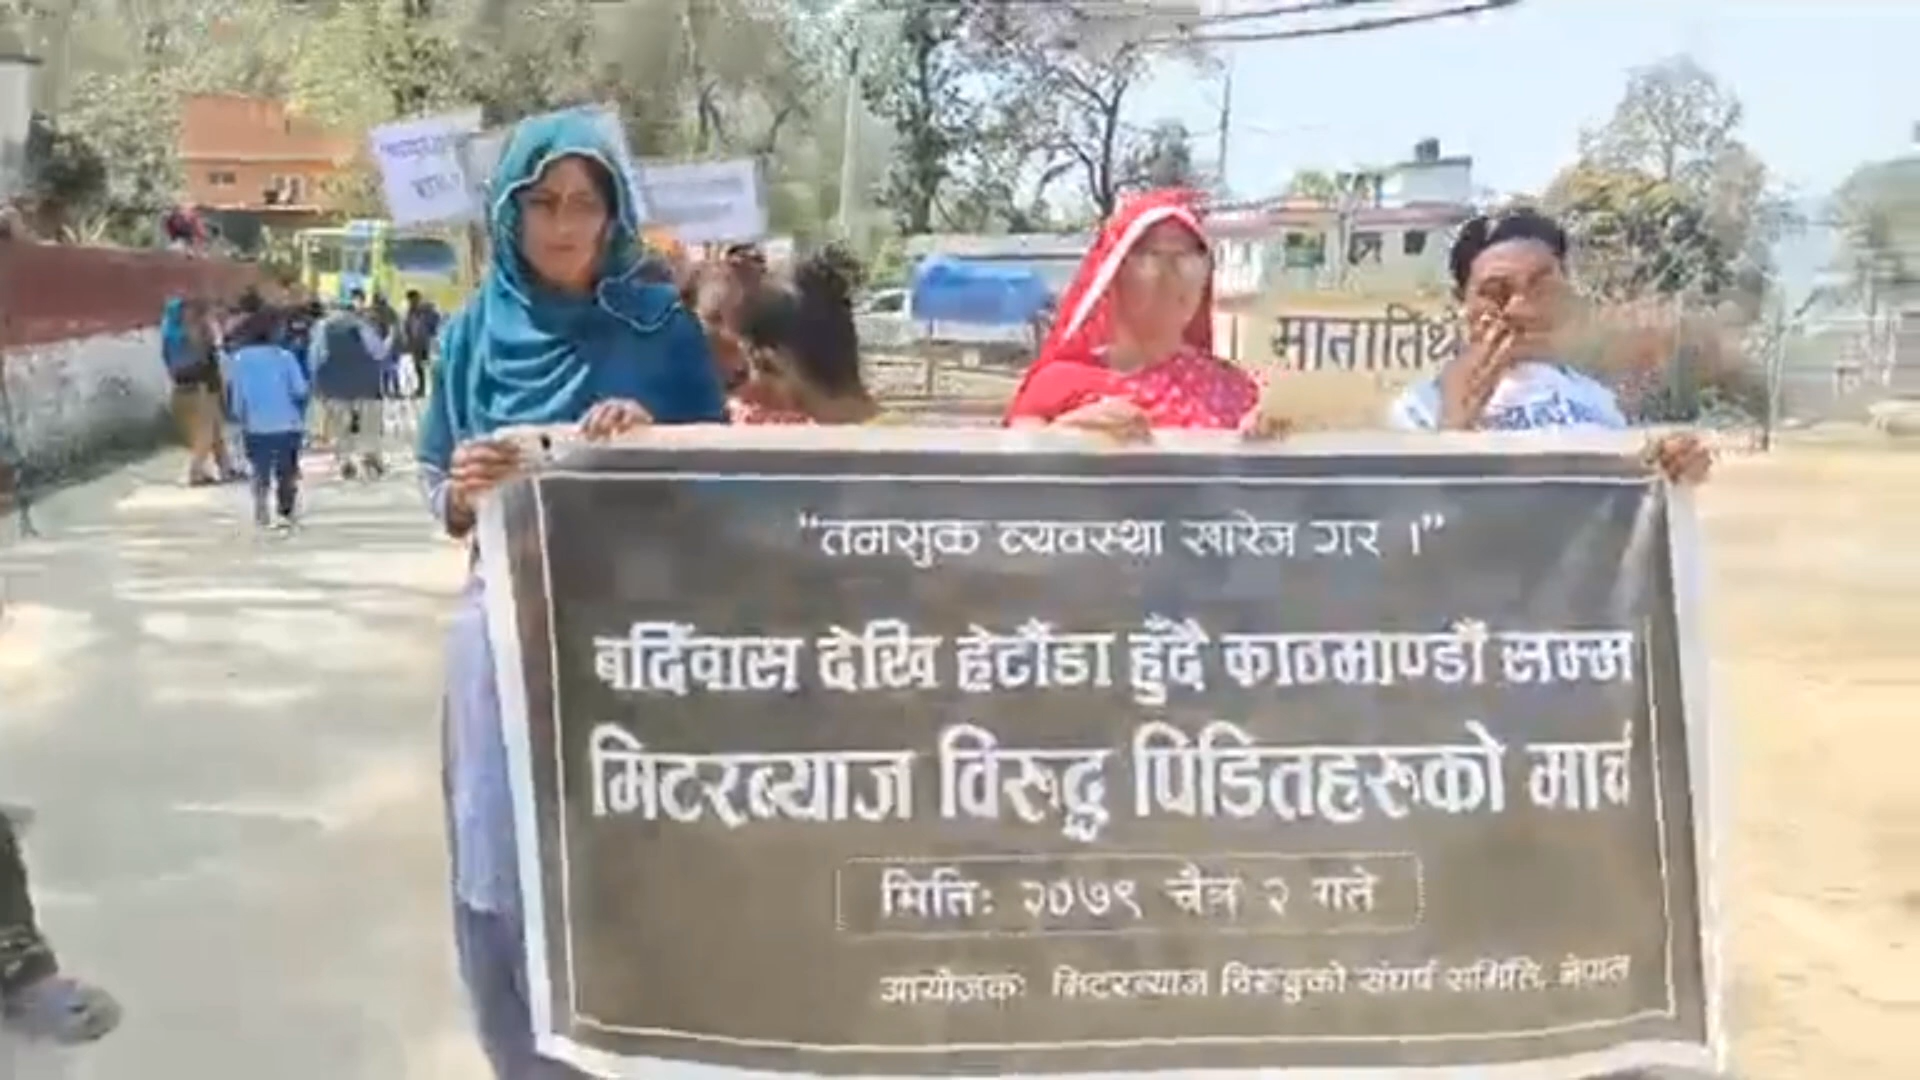 मातातिथ
“तमसुक व्यवस्था खारेज गर ।”
बर्दिवास देखि हेटौंडा हुँदै काठमाण्डौं सम्म
मिटरब्याज विरूद्ध पिडितहरूको मार्च
मितिः २०७९ चैत्र २ गते
आयोजकः मिटरब्याज विरूद्धको संघर्ष समिति, नेपाल